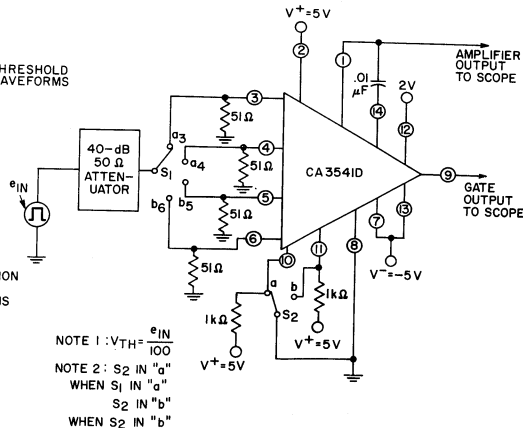 V+=5V
HRESHOLD
AVEFORMS
AMPLIFIER
OUTPUT
TO SCOPE
.01
μF
2V
2
1
14
12
3
51Ω
40-dB
50 Ω
ATTEN-
UATOR
a3
S1
a4
4
51Ω
CA3541D
9
GATE
OUTPUT
TO SCOPE
eIN
b6
b5
5
51Ω
7
13
6
8
51Ω
10
11
V-=-5V
ION
IS
a
b
1kΩ
S2
1kΩ
V+=5V
V+=5V
NOTE 1 : VTH= eIN
100
NOTE 2 : S2 IN "a"
WHEN S1 IN "a"
S2 IN "b"
WHEN S2 IN "b"